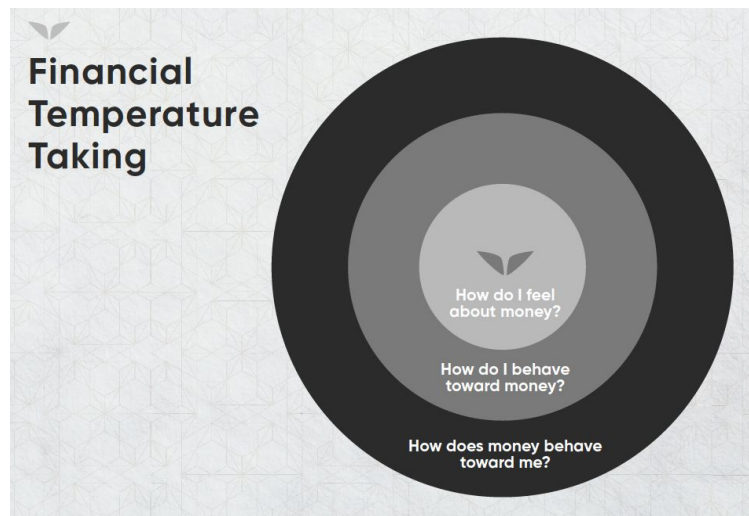 Financial
Temperature
Taking
How do I feel
about money?
How do I behave
toward money?
How does money behave
toward me?